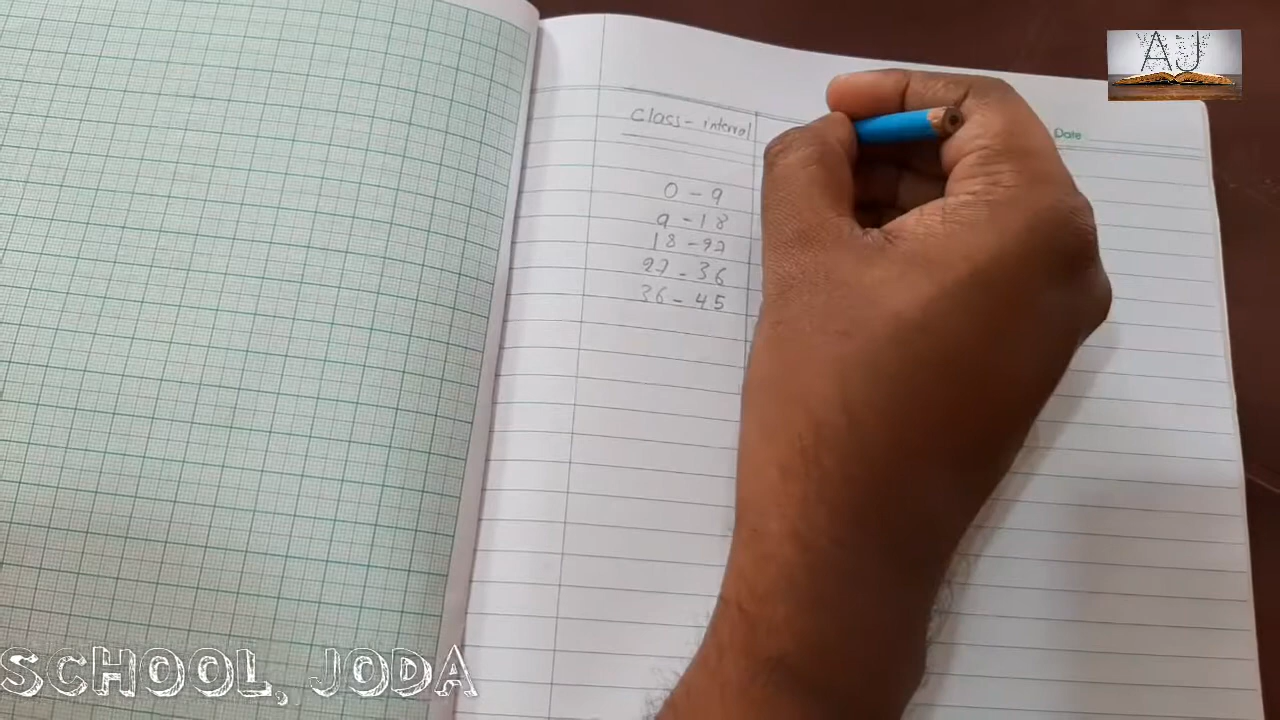 AJ
Date
Class - interval
0 - 9
9 - 18
18 - 27
27 - 36
36 - 45
SCHOOL, JODA